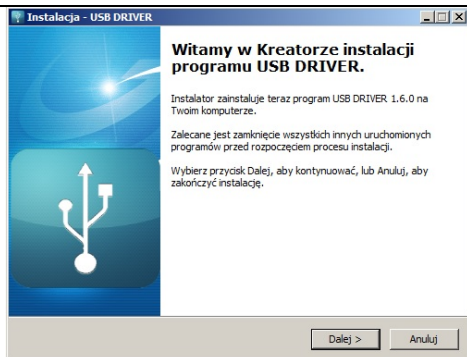 Instalacja - USB DRIVER
Witamy w Kreatorze instalacji
programu USB DRIVER.
Instalator zainstaluje teraz program USB DRIVER 1.6.0 na
Twoim komputerze.
Zalecane jest zamknięcie wszystkich innych uruchomionych
programów przed rozpoczęciem procesu instalacji.
Wybierz przycisk Dalej, aby kontynuować, lub Anuluj, aby
zakończyć instalację.
Dalej >
Anuluj